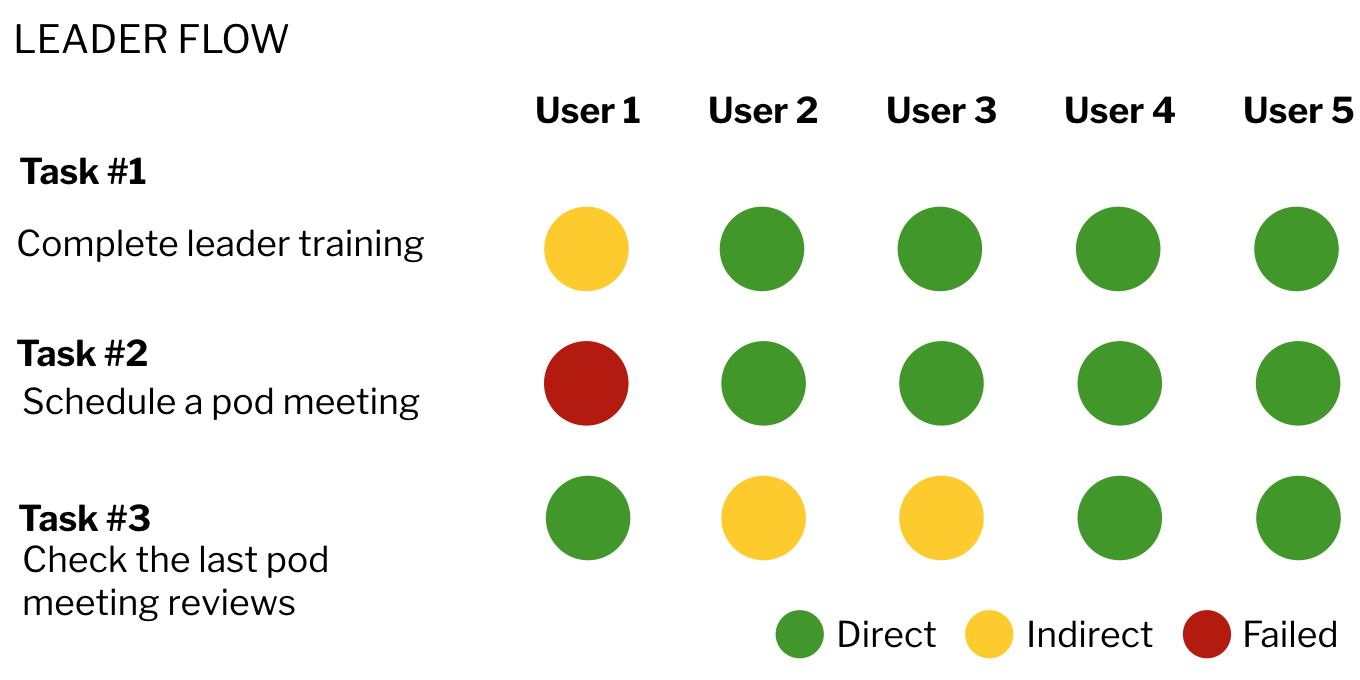 LEADER FLOW
User 1 User 2 User 3 User 4 User 5
Task #1
Complete leader training
Task #2
Schedule a pod meeting
Task #3
Check the last pod
meeting reviews
Direct Indirect Failed